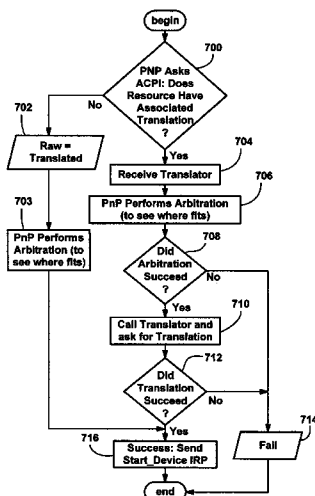 begin
700
PNP Asks
ACPI: Does
Resource Have
Associated
Translation
?
No
Yes
702
Raw =
Translated
704
Receive Translator
706
PnP Performs Arbitration
(to see where fits)
703
PnP Performs
Arbitration (to
see where fits)
708
Did
Arbitration
Succeed
?
No
Yes
710
Call Translator and
ask for Translation
712
Did
Translation
Succeed
?
No
Yes
714
Fail
716
Success: Send
Start_Device IRP
end